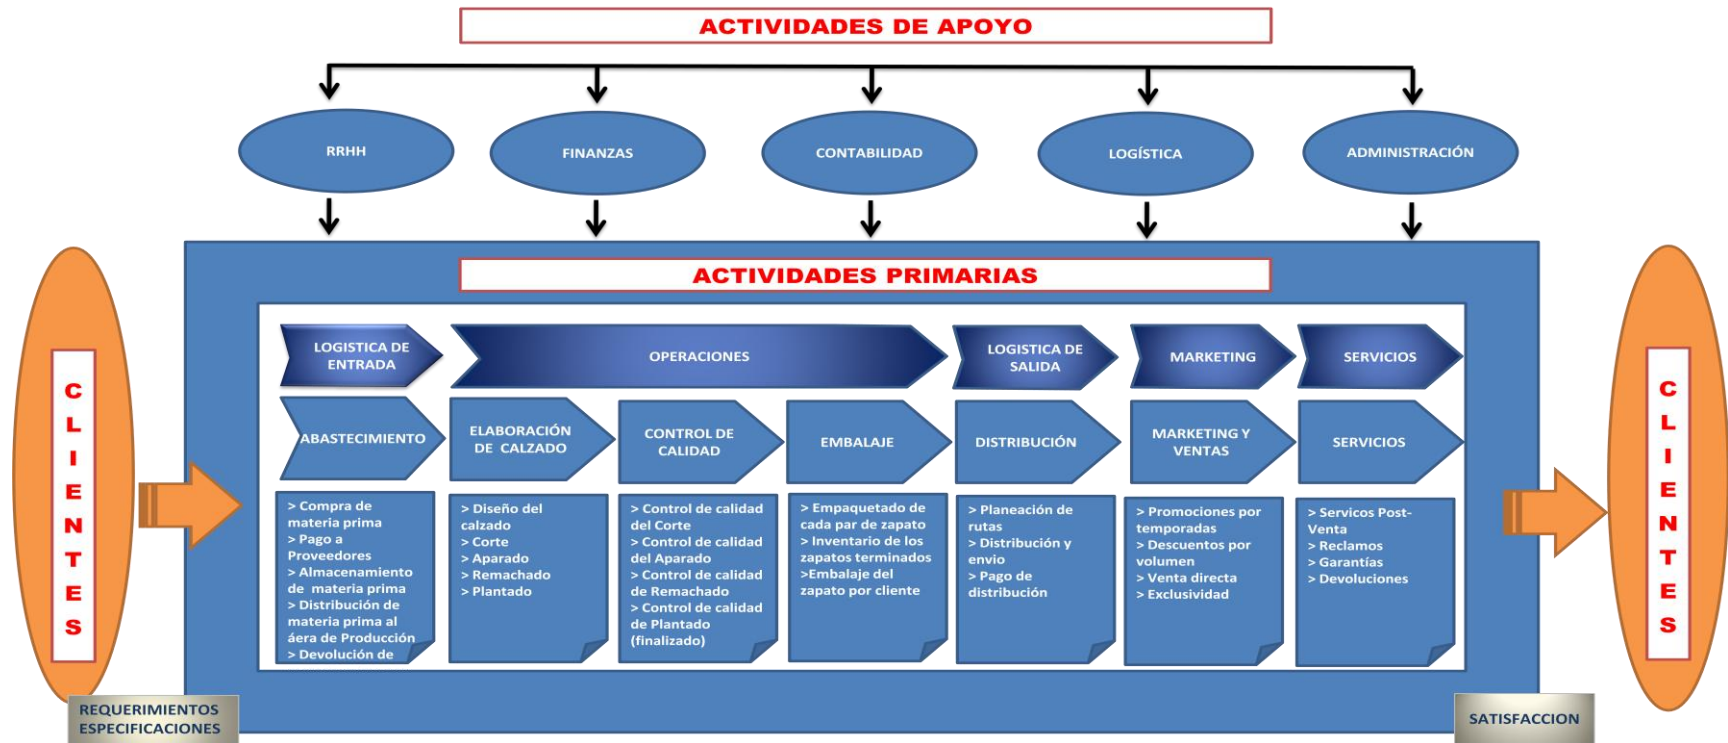 ACTIVIDADES DE APOYO
RRHH
FINANZAS
CONTABILIDAD
LOGÍSTICA
ADMINISTRACIÓN
ACTIVIDADES PRIMARIAS
CLIENTES
LOGISTICA DE
ENTRADA
OPERACIONES
LOGISTICA DE
SALIDA
MARKETING
SERVICIOS
ABASTECIMIENTO
ELABORACIÓN
DE CALZADO
CONTROL DE
CALIDAD
EMBALAJE
DISTRIBUCIÓN
MARKETING Y
VENTAS
SERVICIOS
> Compra de
materia prima
> Pago a
Proveedores
> Almacenamiento
de materia prima
> Distribución de
materia prima al
áera de Producción
> Devolución de
> Diseño del
calzado
> Corte
> Aparado
> Remachado
> Plantado
> Control de calidad
del Corte
> Control de calidad
del Aparado
> Control de calidad
de Remachado
> Control de calidad
de Plantado
(finalizado)
> Empaquetado de
cada par de zapato
> Inventario de los
zapatos terminados
>Embalaje del
zapato por cliente
> Planeación de
rutas
> Distribución y
envio
> Pago de
distribución
> Promociones por
temporadas
> Descuentos por
volumen
> Venta directa
> Exclusividad
> Servicos Post-
Venta
> Reclamos
> Garantías
> Devoluciones
CLIENTES
REQUERIMIENTOS
ESPECIFICACIONES
SATISFACCION